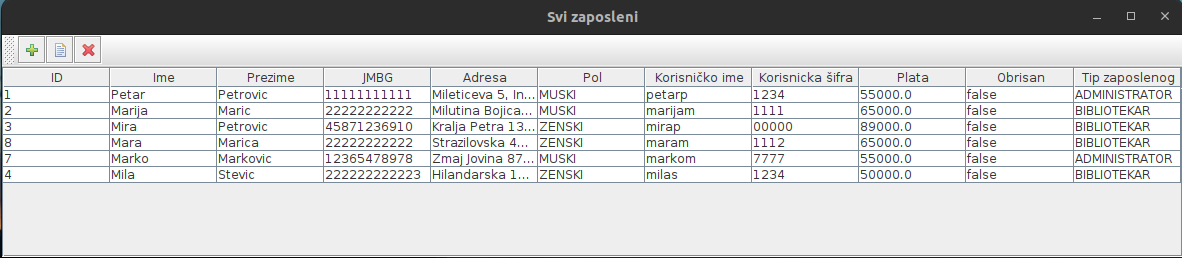 Svi zaposleni
ID Ime Prezime JMBG Adresa Pol Korisničko ime Korisnicka šifra Plata Obrisan Tip zaposlenog
1 Petar Petrovic 11111111111 Mileticeva 5, In... MUSKI petarp 1234 55000.0 false ADMINISTRATOR
2 Marija Maric 22222222222 Milutina Bojica... MUSKI marijam 1111 65000.0 false BIBLIOTEKAR
3 Mira Petrovic 45871236910 Kralja Petra 13... ZENSKI mirap 00000 89000.0 false BIBLIOTEKAR
8 Mara Marica 22222222222 Strazilovska 4... ZENSKI maram 1112 65000.0 false BIBLIOTEKAR
7 Marko Markovic 12365478978 Zmaj Jovina 87... MUSKI markom 7777 55000.0 false ADMINISTRATOR
4 Mila Stevic 222222222223 Hilandarska 1... ZENSKI milas 1234 50000.0 false BIBLIOTEKAR